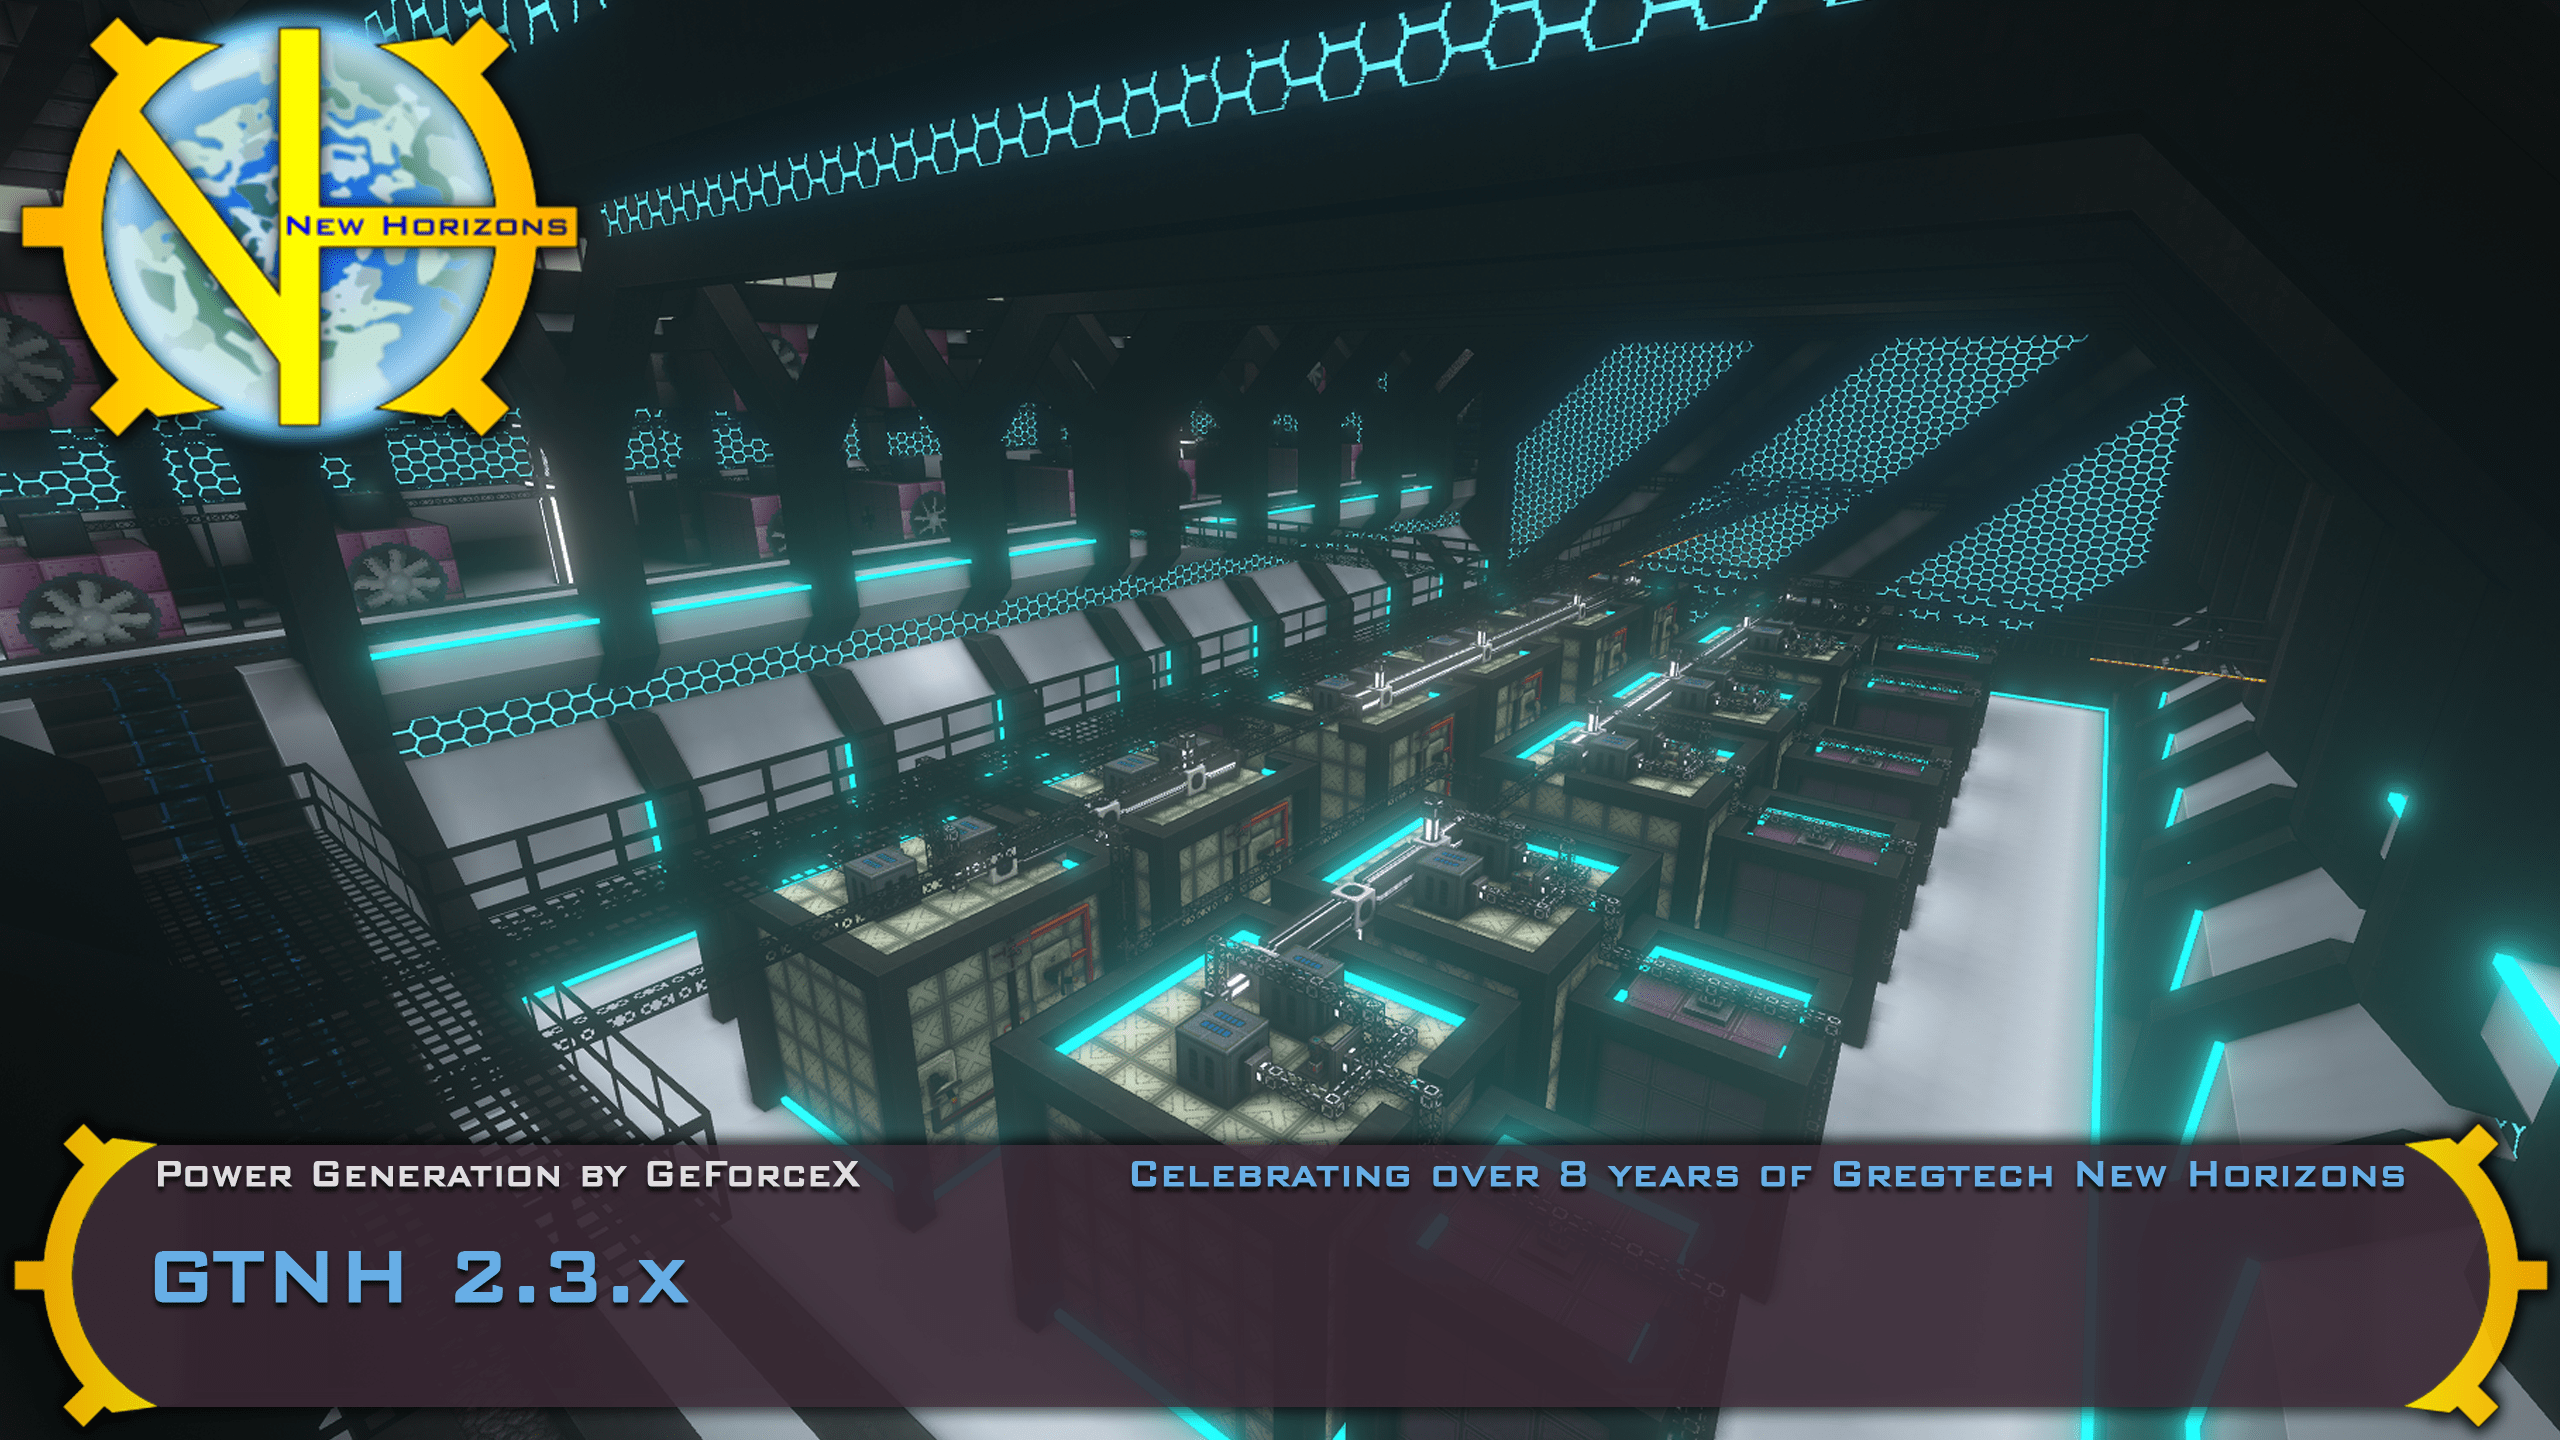 New Horizons
Power Generation by GeForceX
Celebrating over 8 years of Gregtech New Horizons
GTNH 2.3.x